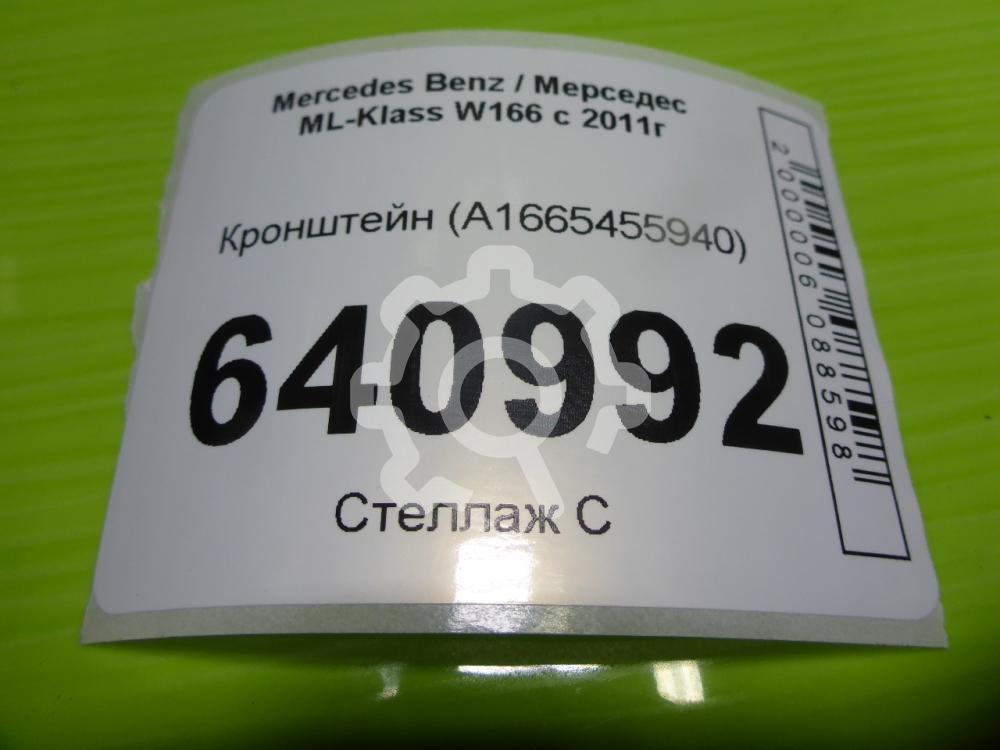 Mercedes Benz / Мерседес
ML-Klass W166 с 2011г
Кронштейн (A1665455940)
640992
Стеллаж С
2000006088598